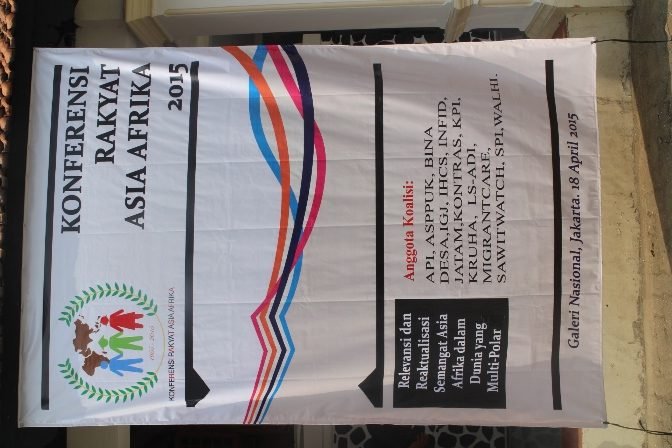 KONFERENSI
RAKYAT
ASIA AFRIKA
2015
KONFERENSI RAKYAT ASIA AFRIKA
Relevansi dan
Reaktualisasi
Semangat Asia
Afrika dalam
Dunia yang
Multi-Polar
Anggota Koalisi:
API, ASPPUK, BINA
DESA,IGJ, IHCS, INFID,
JATAM,KONTRAS, KPI,
KRUHA, LS-ADI,
MIGRANTCARE,
SAWITWATCH, SPI,WALHI.
Galeri Nasional, Jakarta. 18 April 2015